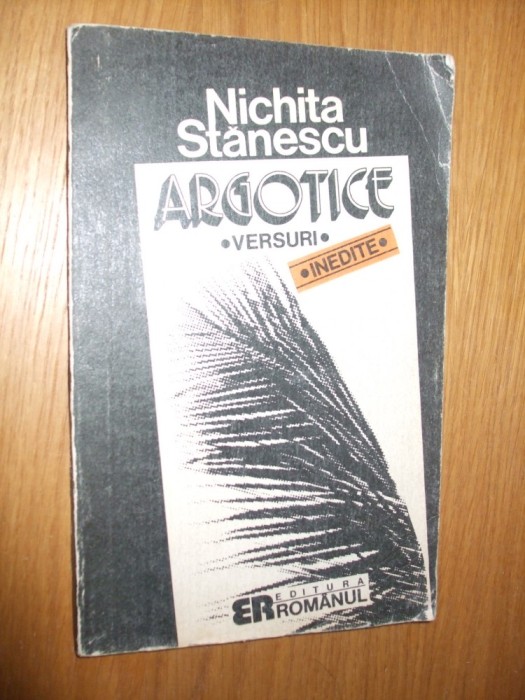 Nichita
Stănescu
ARGOTICE
•VERSURI•
•INEDITE•
EDITURA
ER ROMÂNUL